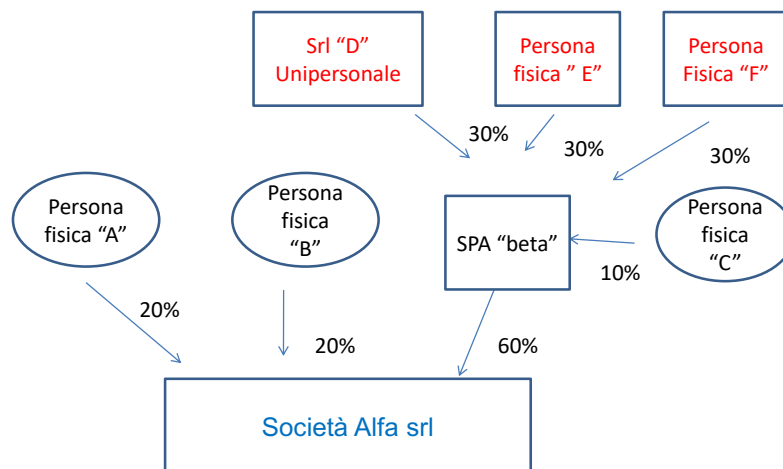 Srl “D”
Unipersonale
Persona
fisica ” E”
Persona
Fisica “F”
30%
30%
30%
Persona
fisica “A”
Persona
fisica
“B”
SPA “beta”
Persona
fisica
“C”
10%
20%
20%
60%
Società Alfa srl